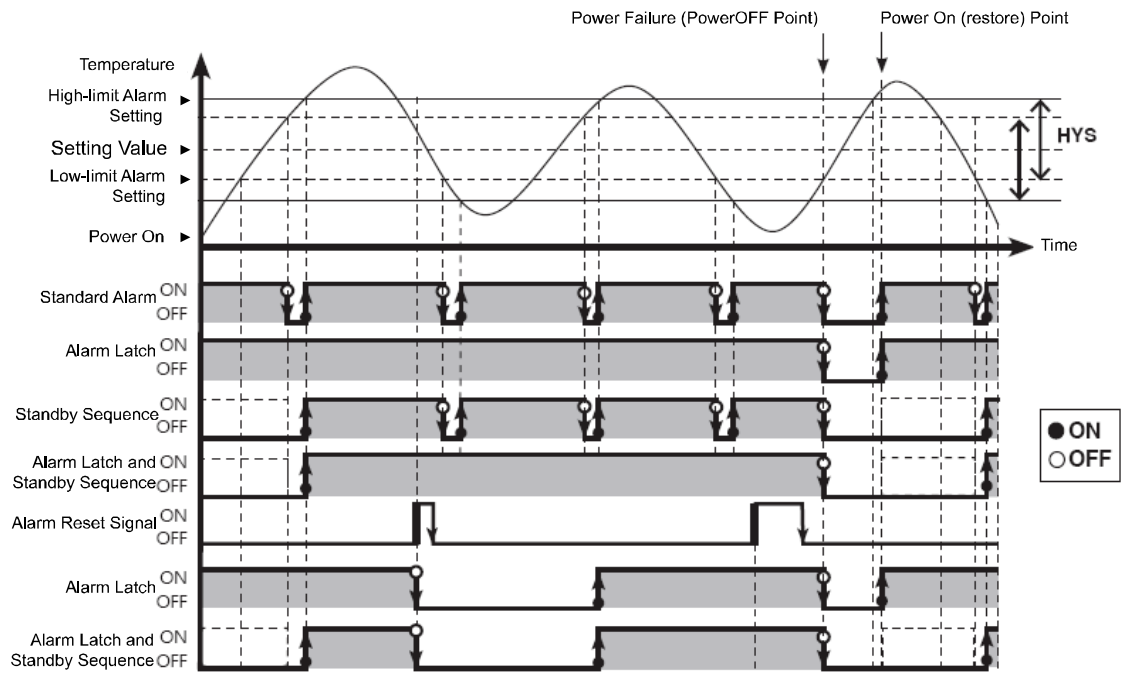 Power Failure (PowerOFF Point)
Power On (restore) Point
Temperature
High-limit Alarm
Setting
Setting Value
Low-limit Alarm
Setting
Power On
HYS
Time
Standard Alarm
ON
OFF
Alarm Latch
ON
OFF
Standby Sequence
ON
OFF
Alarm Latch and
Standby Sequence
ON
OFF
Alarm Reset Signal
ON
OFF
Alarm Latch
ON
OFF
Alarm Latch and
Standby Sequence
ON
OFF
ON
OFF